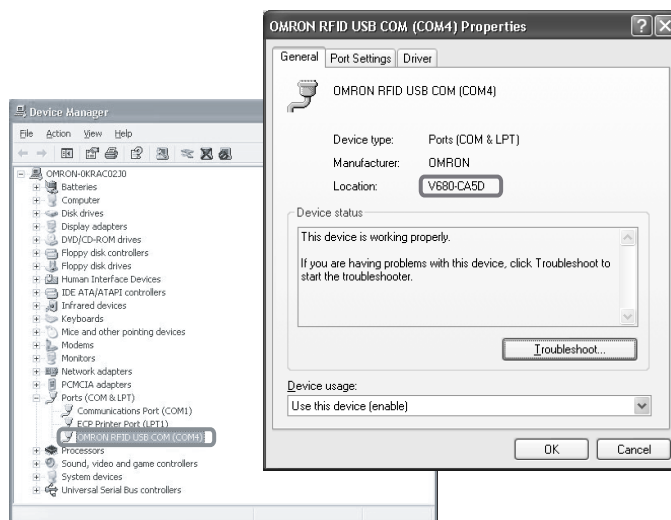 Device Manager
File Action View Help
OMRON-0KRAC02J0
Batteries
Computer
Disk drives
Display adapters
DVD/CD-ROM drives
Floppy disk controllers
Floppy disk drives
Human Interface Devices
IDE ATA/ATAPI controllers
Infrared devices
Keyboards
Mice and other pointing devices
Modems
Monitors
Network adapters
PCMCIA adapters
Ports (COM & LPT)
Communications Port (COM1)
ECP Printer Port (LPT1)
OMRON RFID USB COM (COM4)
Processors
Sound, video and game controllers
System devices
Universal Serial Bus controllers
OMRON RFID USB COM (COM4) Properties
General Port Settings Driver
OMRON RFID USB COM (COM4)
Device type: Ports (COM & LPT)
Manufacturer: OMRON
Location: V680-CA5D
Device status
This device is working properly.
If you are having problems with this device, click Troubleshoot to
start the troubleshooter.
Troubleshoot...
Device usage:
Use this device (enable)
OK Cancel